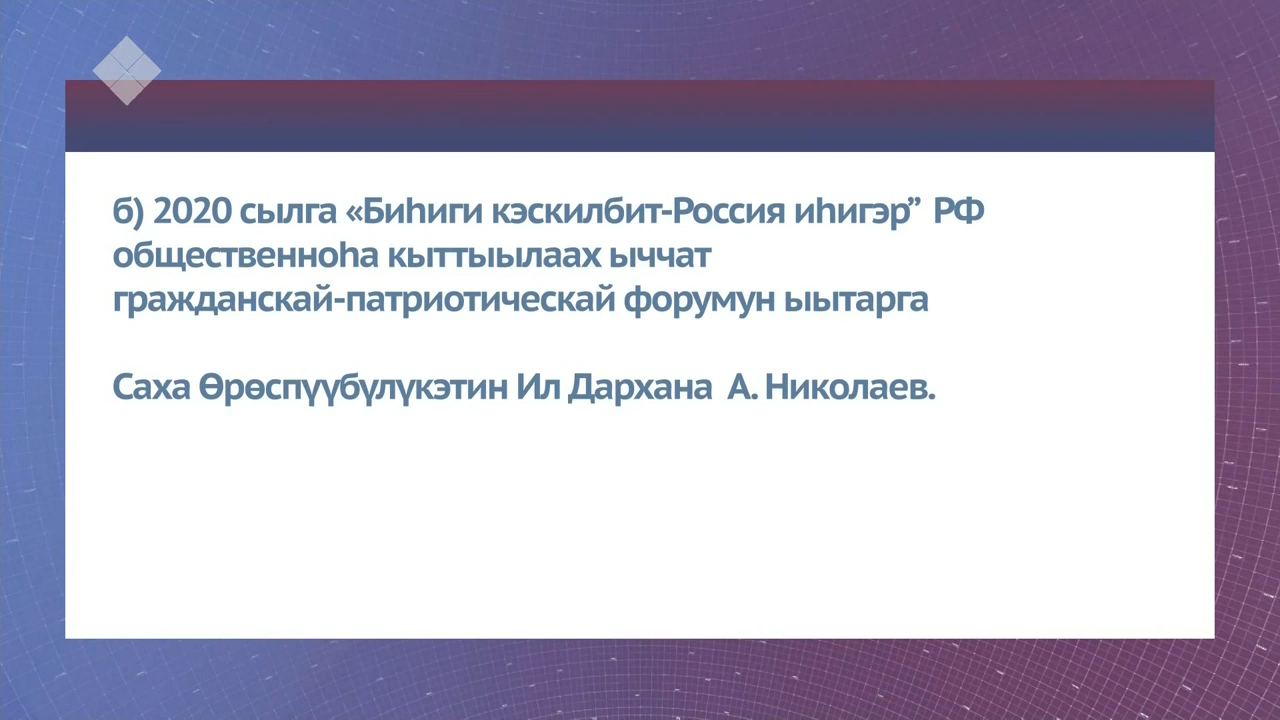 б) 2020 сылга «Биһиги кэскилбит-Россия иһигэр” РФ
общественноһа кыттыылаах ыччат
гражданскай-патриотическай форумун ыытарга
Саха Өрөспүүбүлүкэтин Ил Дархана А. Николаев.